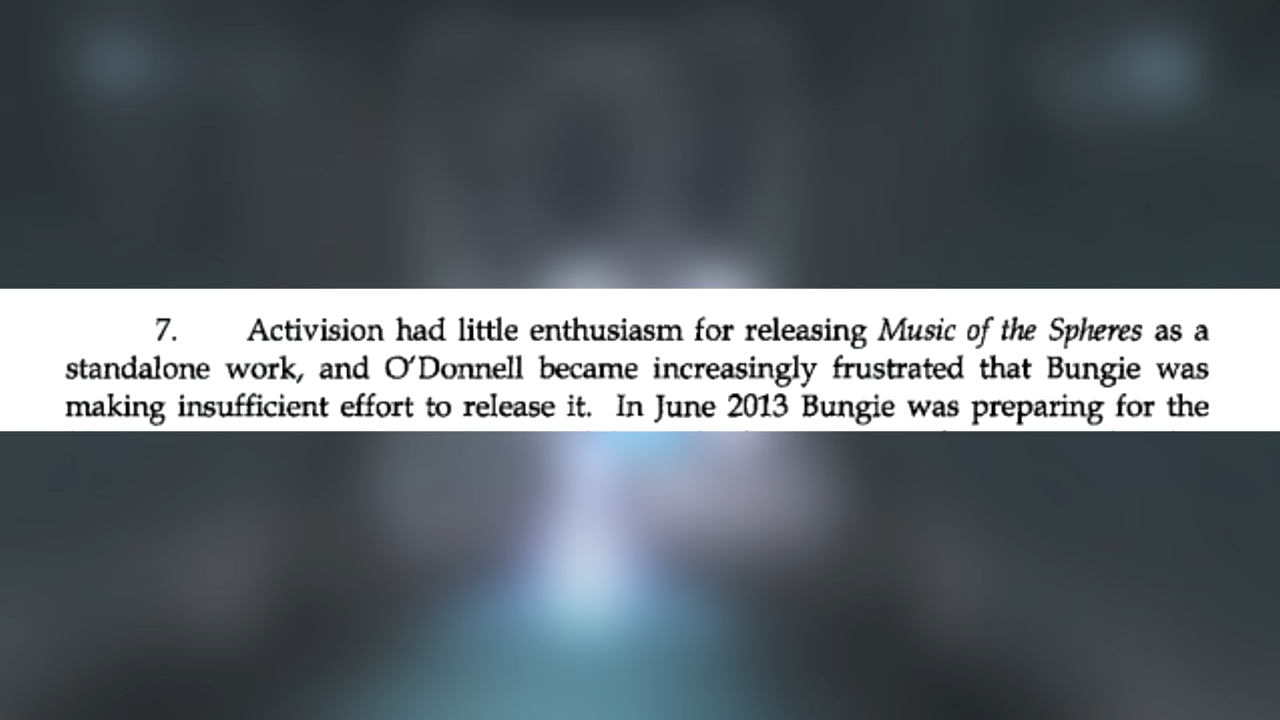 7. Activision had little enthusiasm for releasing Music of the Spheres as a
standalone work, and O'Donnell became increasingly frustrated that Bungie was
making insufficient effort to release it. In June 2013 Bungie was preparing for the